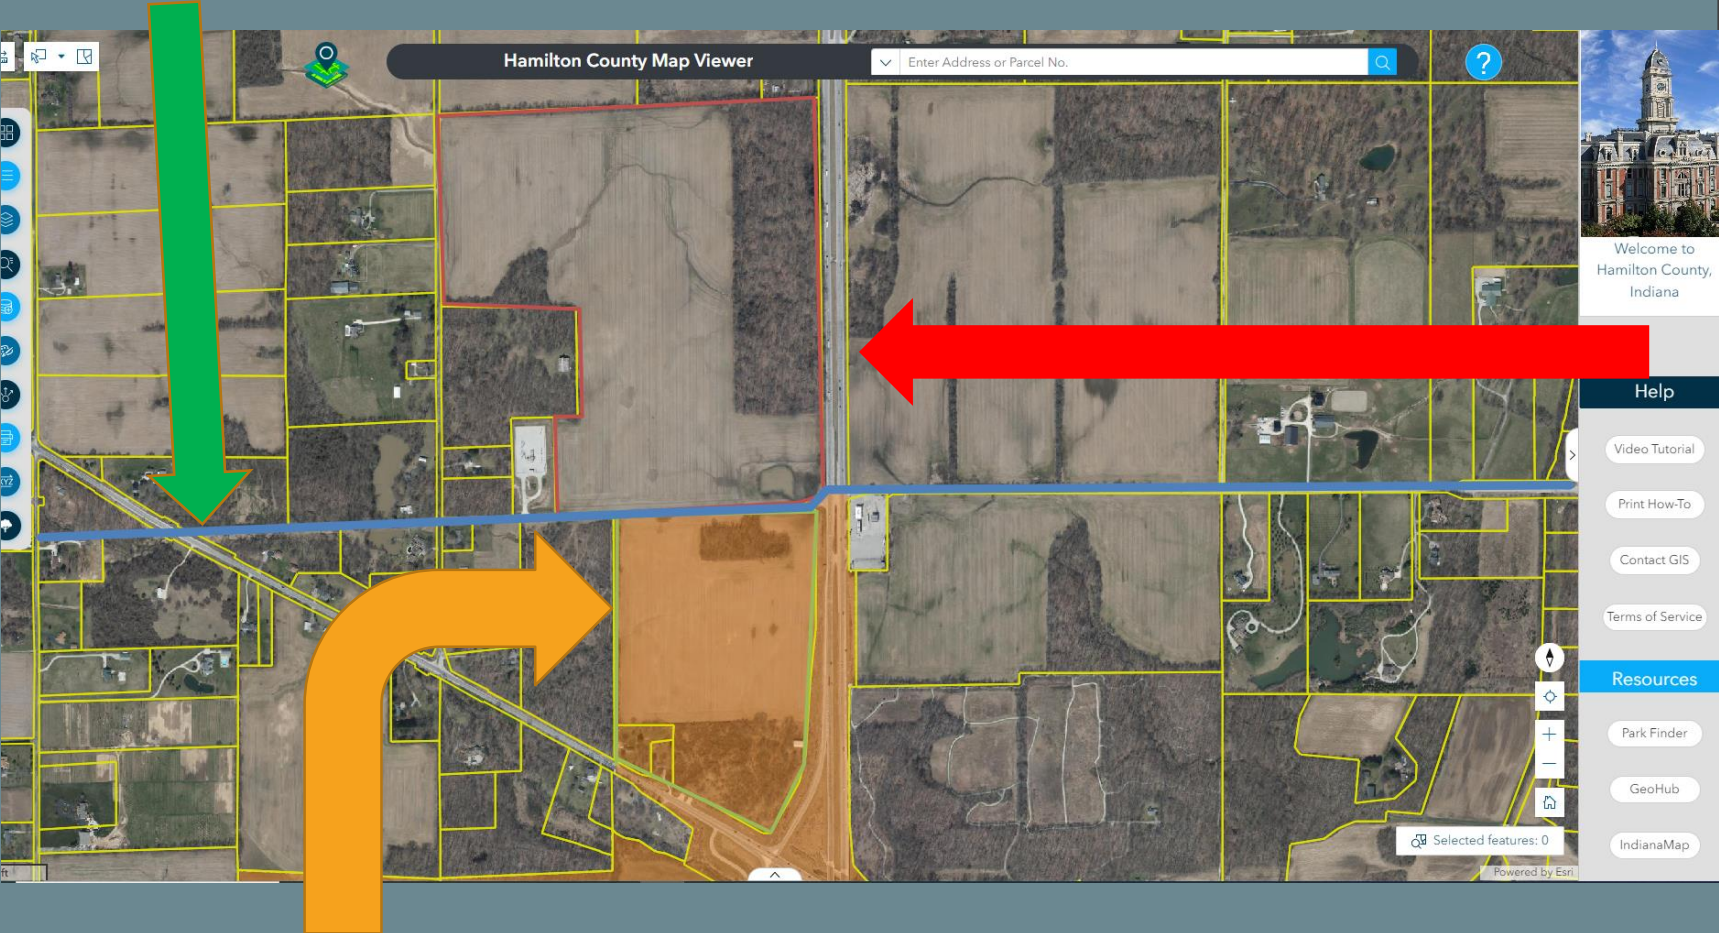 Hamilton County Map Viewer
Enter Address or Parcel No.
?
Welcome to
Hamilton County,
Indiana
Help
Video Tutorial
Print How-To
Contact GIS
Terms of Service
Resources
Park Finder
GeoHub
IndianaMap
Selected features: 0
Powered by Esri
ft